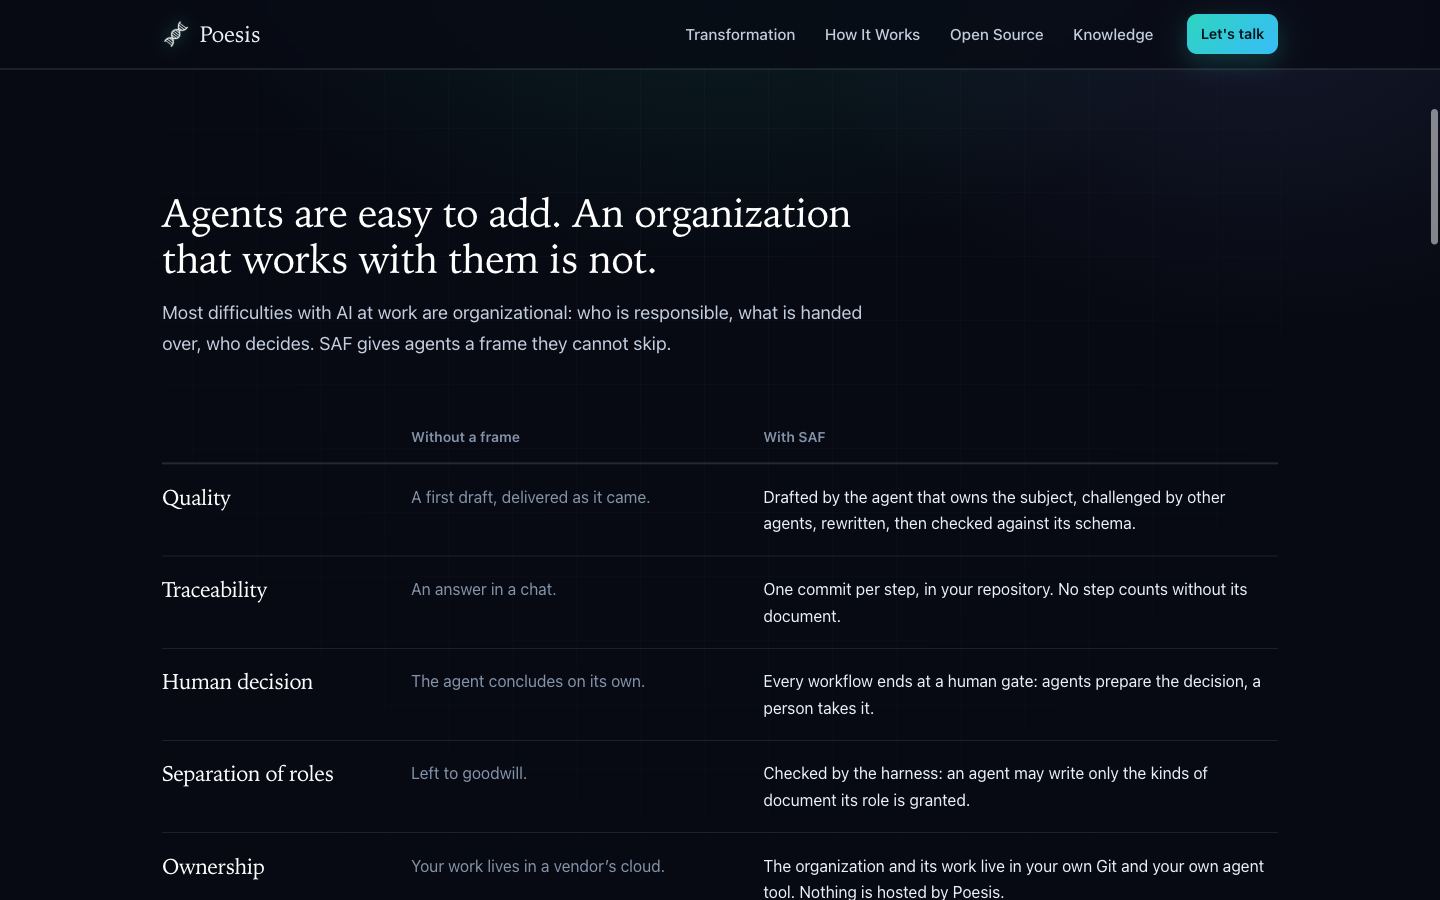 Poesis
Transformation
How It Works
Open Source
Knowledge
Let's talk
Agents are easy to add. An organization
that works with them is not.
Most difficulties with AI at work are organizational: who is responsible, what is handed
over, who decides. SAF gives agents a frame they cannot skip.
Without a frame
With SAF
Quality
A first draft, delivered as it came.
Drafted by the agent that owns the subject, challenged by other
agents, rewritten, then checked against its schema.
Traceability
An answer in a chat.
One commit per step, in your repository. No step counts without its
document.
Human decision
The agent concludes on its own.
Every workflow ends at a human gate: agents prepare the decision, a
person takes it.
Separation of roles
Left to goodwill.
Checked by the harness: an agent may write only the kinds of
document its role is granted.
Ownership
Your work lives in a vendor’s cloud.
The organization and its work live in your own Git and your own agent
tool. Nothing is hosted by Poesis.